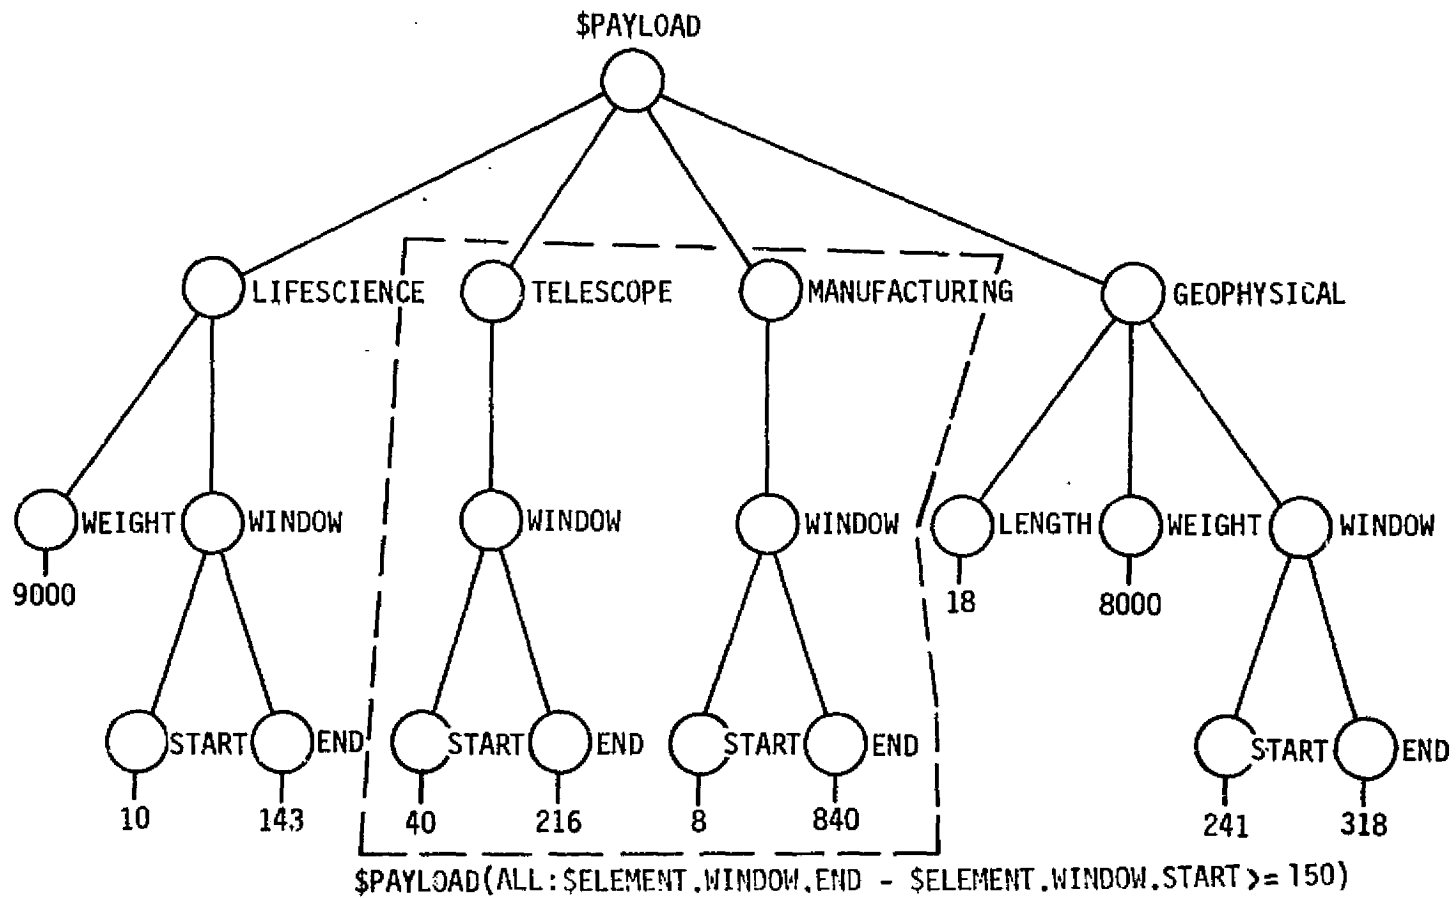 $PAYLOAD
LIFESCIENCE TELESCOPE MANUFACTURING GEOPHYSICAL
WEIGHT WINDOW WINDOW WINDOW LENGTH WEIGHT WINDOW
9000 18 8000
START END START END START END START END
10 143 40 216 8 840 241 318
$PAYLOAD(ALL:$ELEMENT.WINDOW.END - $ELEMENT.WINDOW.START >= 150)